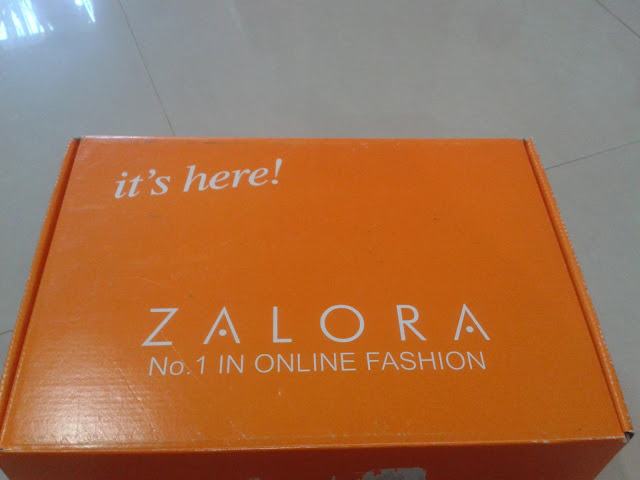 it's here!
ZALORA
No.1 IN ONLINE FASHION